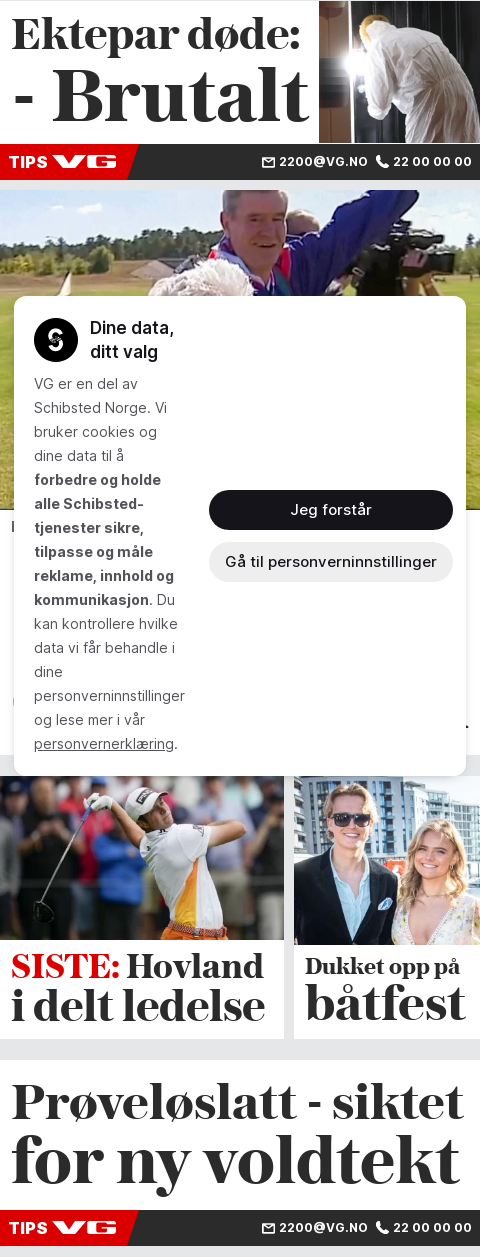 Ektepar døde:
- Brutalt
TIPS VG
2200@VG.NO 22 00 00 00
Dine data,
ditt valg
VG er en del av
Schibsted Norge. Vi
bruker cookies og
dine data til å
forbedre og holde
alle Schibsted-
tjenester sikre,
tilpasse og måle
reklame, innhold og
kommunikasjon. Du
kan kontrollere hvilke
data vi får behandle i
dine
personverninnstillinger
og lese mer i vår
personvernerklæring.
Jeg forstår
Gå til personverninnstillinger
SISTE: Hovland
i delt ledelse
Dukket opp på
båtfest
Prøveløslatt - siktet
for ny voldtekt
TIPS VG
2200@VG.NO 22 00 00 00